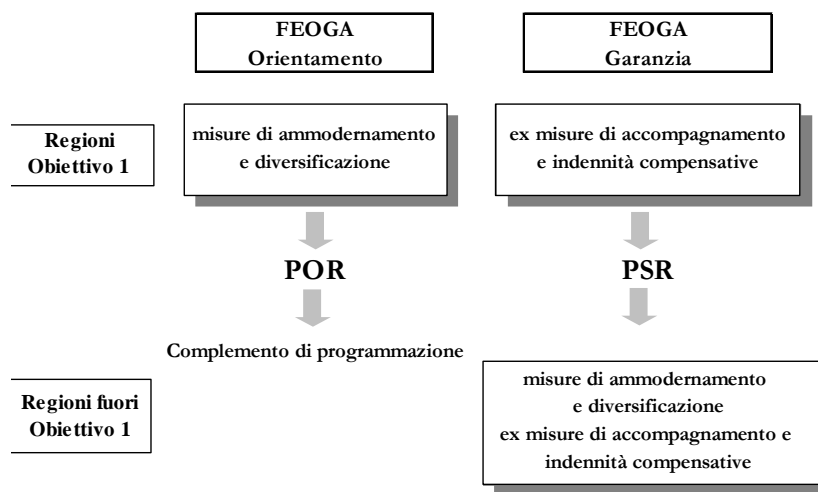 FEOGA
Orientamento
FEOGA
Garanzia
Regioni
Obiettivo 1
misure di ammodernamento
e diversificazione
ex misure di accompagnamento
e indennità compensative
POR
PSR
Complemento di programmazione
Regioni fuori
Obiettivo 1
misure di ammodernamento
e diversificazione
ex misure di accompagnamento e
indennità compensative